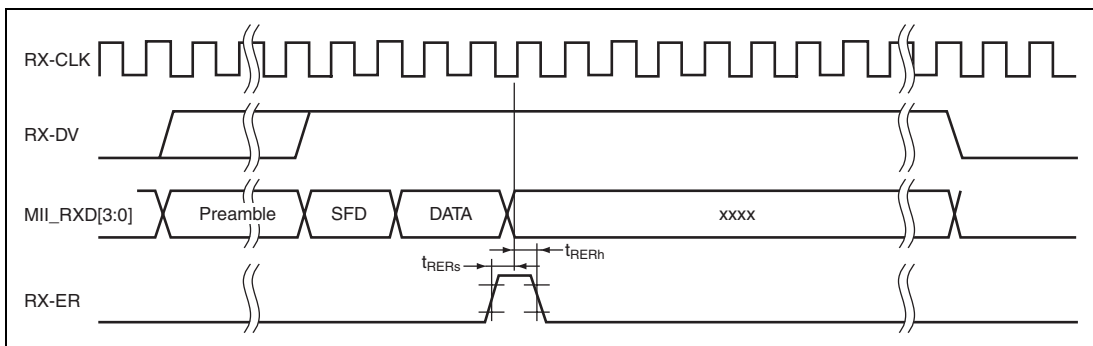 RX-CLK
RX-DV
MII_RXD[3:0]
Preamble
SFD
DATA
xxxx
tRERs
tRERh
RX-ER